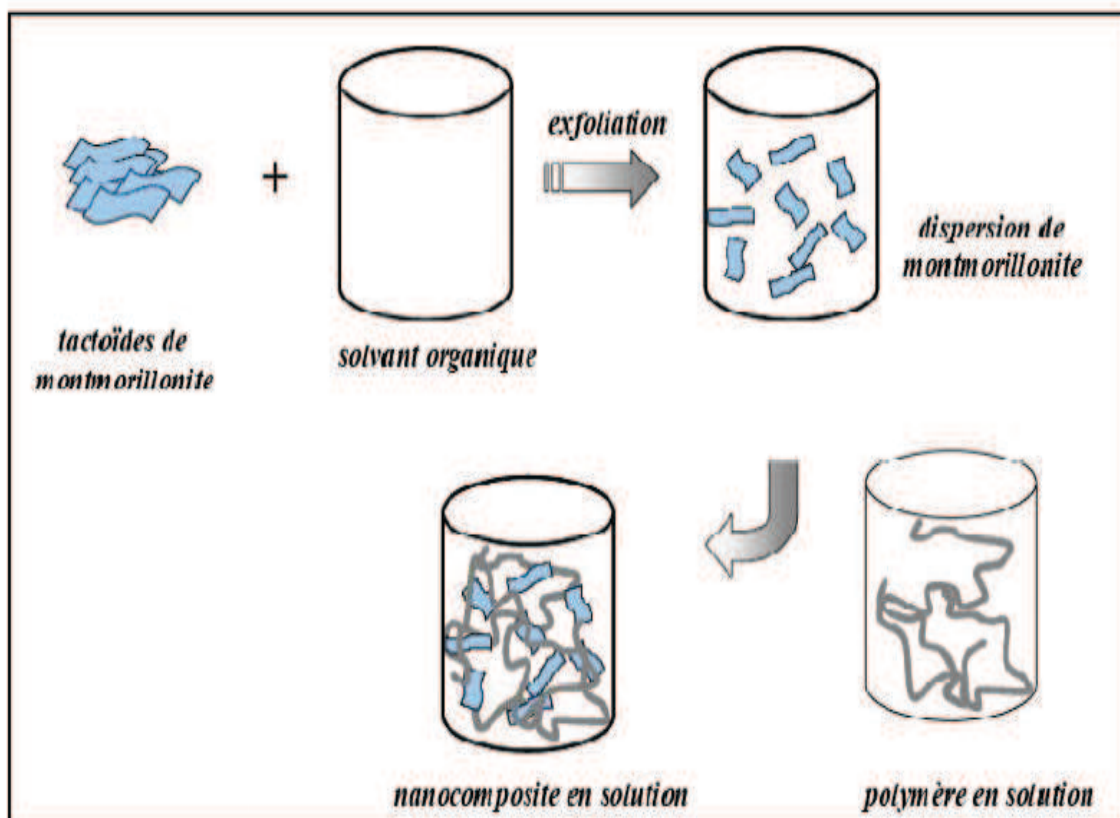 exfoliation
+
dispersion de
montmorillonite
tactoïdes de
montmorillonite
solvant organique
nanocomposite en solution
polymère en solution